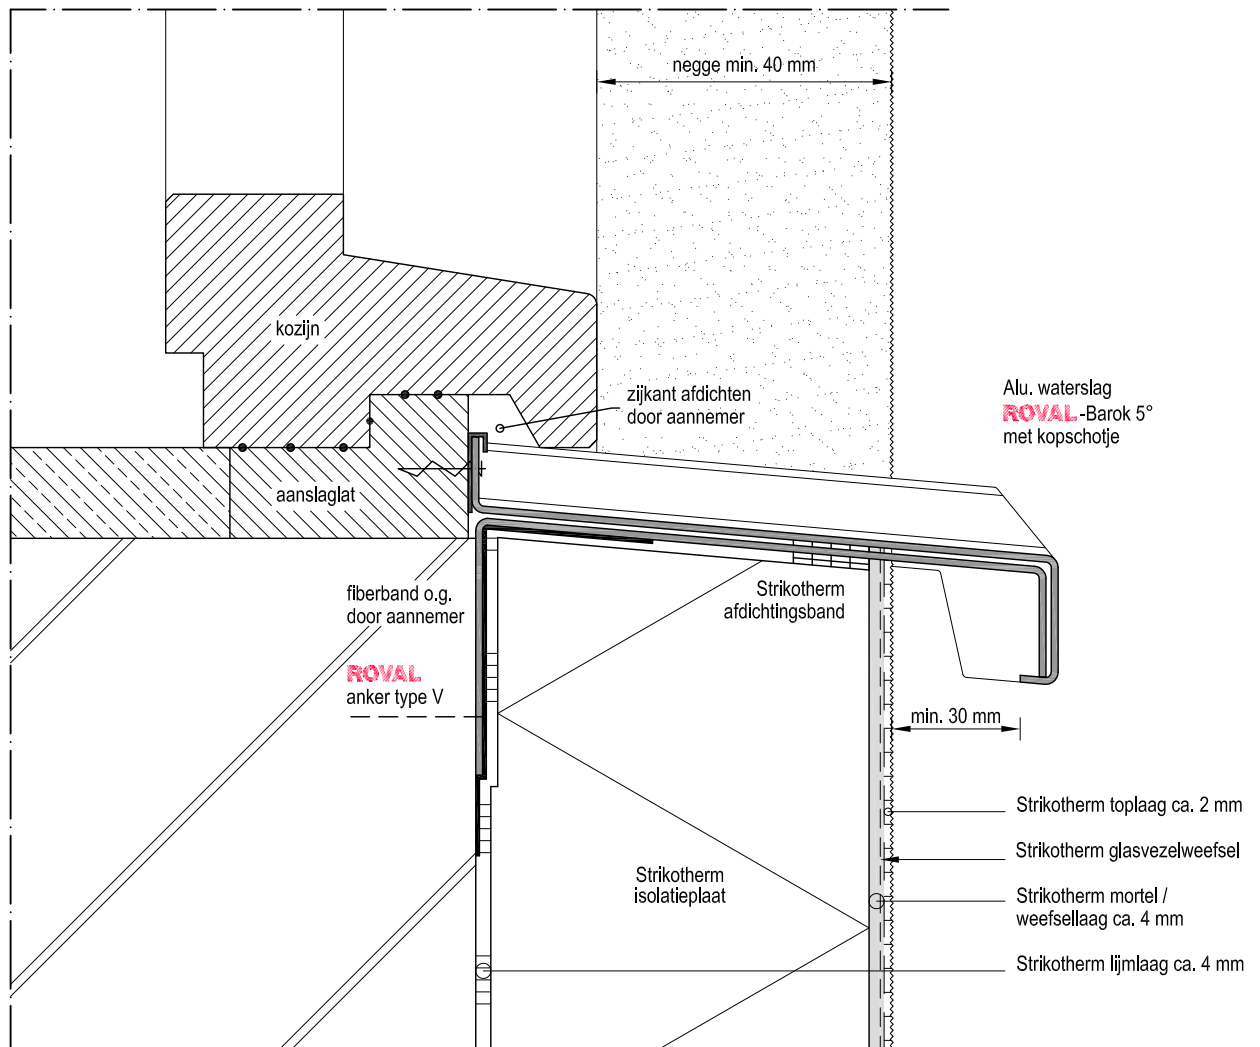 negge min. 40 mm
kozijn
zijkant afdichten
door aannemer
Alu. waterslag
ROVAL-Barok 5°
met kopschotje
aanslaglat
fiberband o.g.
door aannemer
Strikotherm
afdichtingsband
ROVAL
anker type V
min. 30 mm
Strikotherm toplaag ca. 2 mm
Strikotherm glasvezelweefsel
Strikotherm
isolatieplaat
Strikotherm mortel /
weefsellaag ca. 4 mm
Strikotherm lijmlaag ca. 4 mm